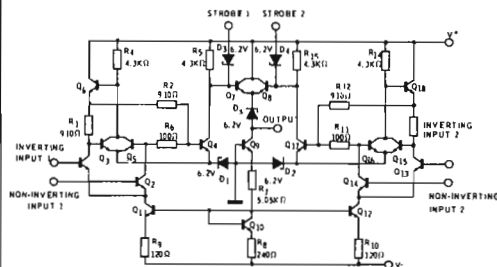 STROBE 1 STROBE 2
V+
R4
4.3KΩ
R5
4.3KΩ
D3
6.2V
D4
6.2V
R15
4.3KΩ
R14
4.3KΩ
Q6
Q7
Q8
Q18
R2
910Ω
R12
910Ω
D5
6.2V
OUTPUT
R1
910Ω
R6
100Ω
R11
100Ω
INVERTING
INPUT 2
Q3
Q5
Q4
Q9
Q17
Q16
Q15
Q13
INVERTING
INPUT
6.2V
D1
D2
6.2V
Q2
Q14
R7
5.05KΩ
NON-INVERTING
INPUT 1
NON-INVERTING
INPUT 2
Q11
Q10
Q12
R9
120Ω
R8
240Ω
R10
120Ω